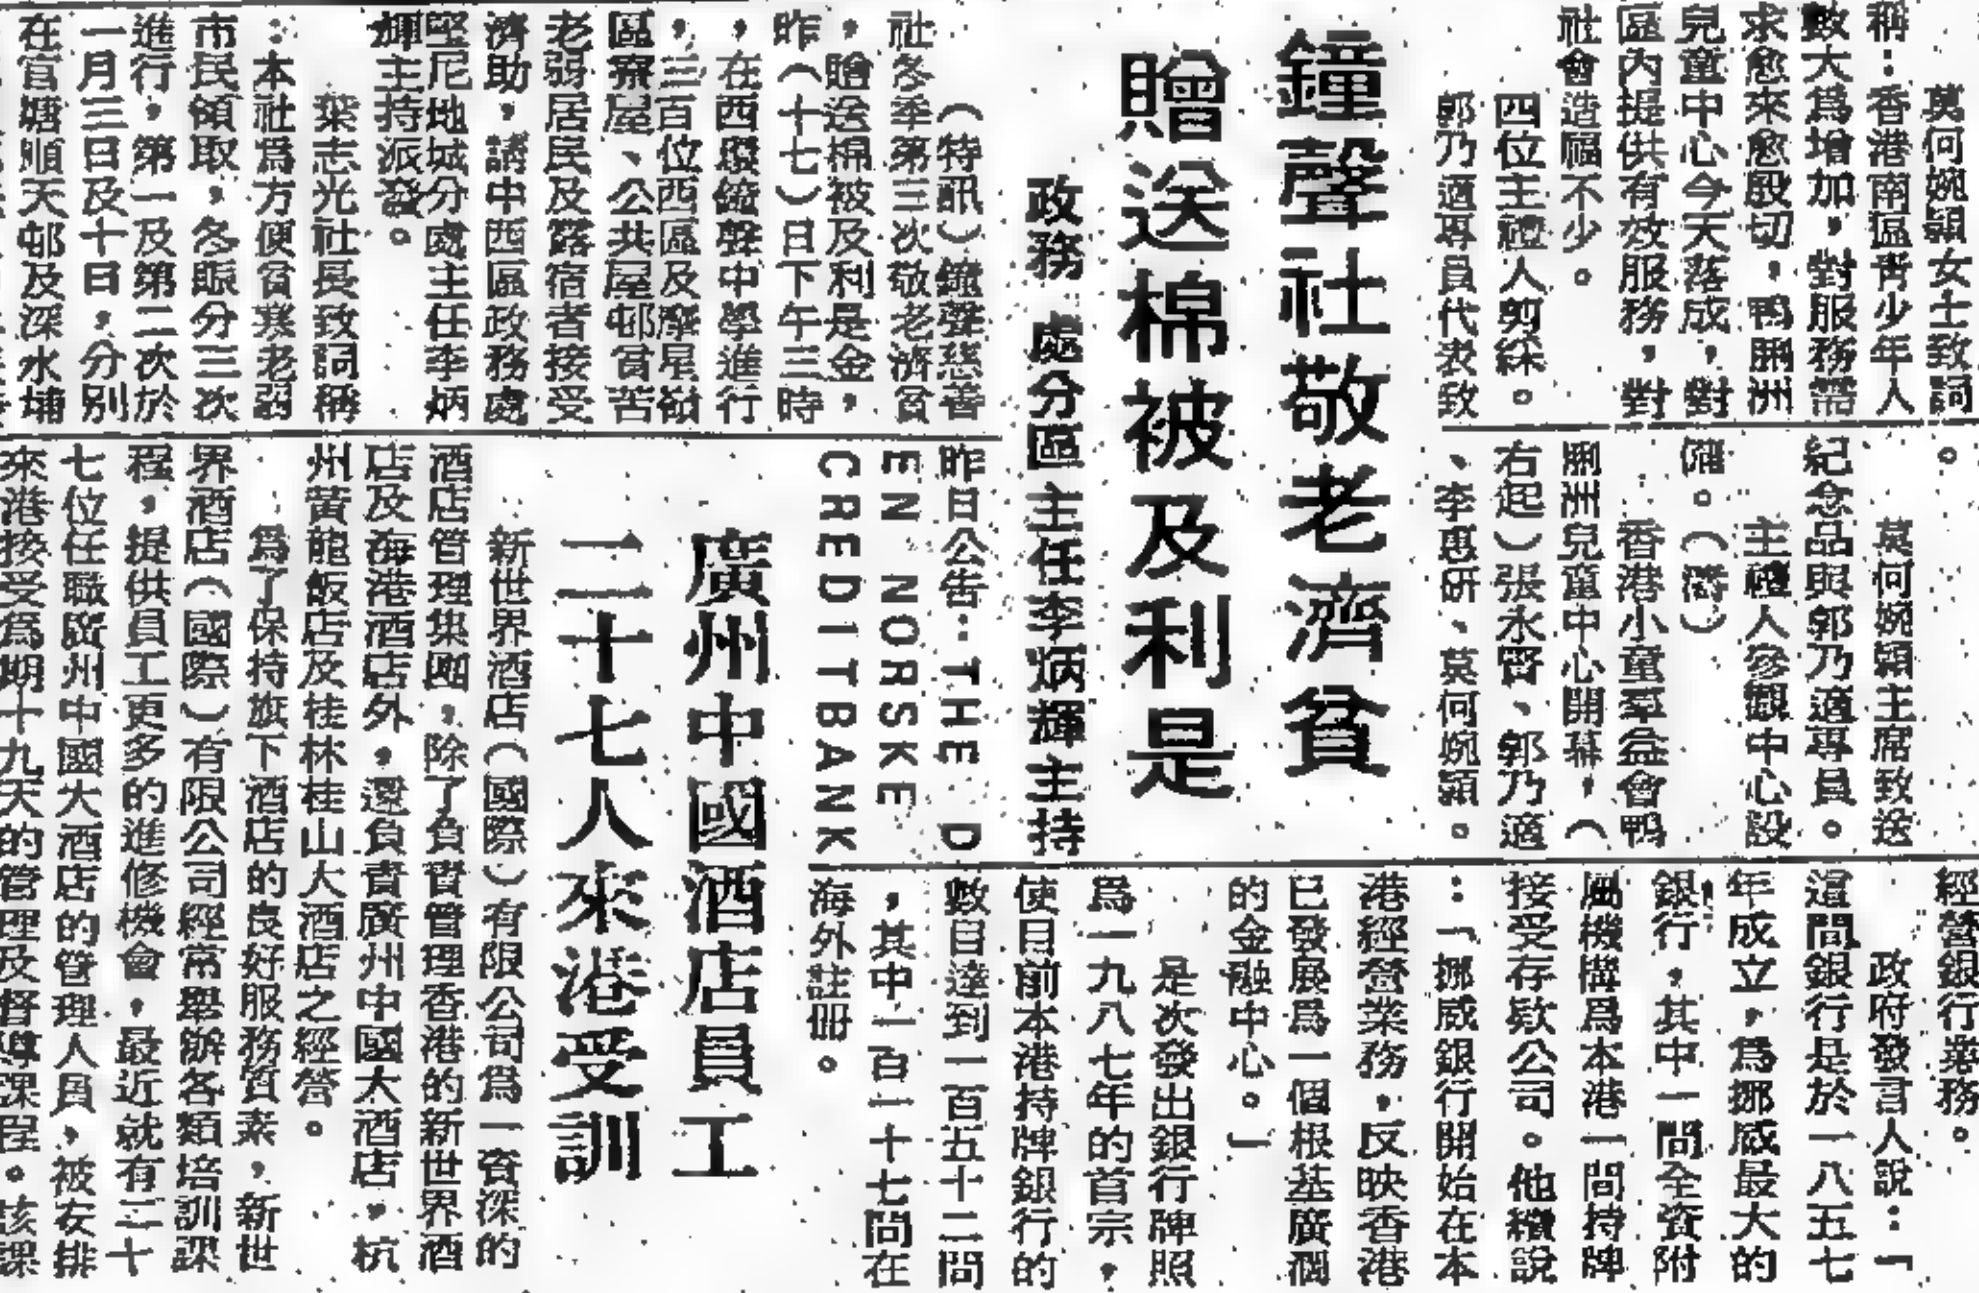 莫何婉穎女士致詞
稱：香港南區青少年人
數大為增加，對服務需
求愈來愈殷切，鴨脷洲
兒童中心今天落成，對
區內提供有效服務，對
社會造福不少。
四位主禮人剪綵。
郭乃適專員代表致
。
莫何婉穎主席致送
紀念品與郭乃適專員。
主禮人參觀中心設
備。（濤）
香港小童羣益會鴨
脷洲兒童中心開幕，（
右起）張永賢、郭乃適
、李惠研、莫何婉穎。
鐘聲社敬老濟貧
贈送棉被及利是
政務處分區主任李炳輝主持
（特訊）鐘聲慈善
社冬季第三次敬老濟貧
，贈送棉被及利是金，
昨（十七）日下午三時
，在西環鐘聲中學進行
，三百位西區及摩星嶺
區寮屋、公共屋邨貧苦
老弱居民及露宿者接受
濟助，請中西區政務處
堅尼地城分處主任李炳
輝主持派發。
葉志光社長致詞稱
：本社為方便貧寒老弱
市民領取，冬賑分三次
進行，第一及第二次於
一月三日及十日，分別
在官塘順天邨及深水埔
經營銀行業務。
政府發言人說：「
這間銀行是於一八五七
年成立，為挪威最大的
銀行，其中一間全資附
屬機構為本港一間持牌
接受存款公司。他續說
：「挪威銀行開始在本
港經營業務，反映香港
已發展為一個根基廣濶
的金融中心。」
是次發出銀行牌照
為一九八七年的首宗，
使目前本港持牌銀行的
數目達到一百五十二間
，其中一百一十七間在
海外註册。
昨日公告：THE D
EN NORSKE
CREDITBANK
廣州中國酒店員工
二十七人來港受訓
新世界酒店（國際）有限公司為一資深的
酒店管理集團，除了負責管理香港的新世界酒
店及海港酒店外，還負責廣州中國大酒店，杭
州黃龍飯店及桂林桂山大酒店之經營。
為了保持旗下酒店的良好服務質素，新世
界酒店（國際）有限公司經常舉辦各類培訓課
程，提供員工更多的進修機會，最近就有二十
七位任職廣州中國大酒店的管理人員，被安排
來港接受為期十九天的管理及督導課程。該課